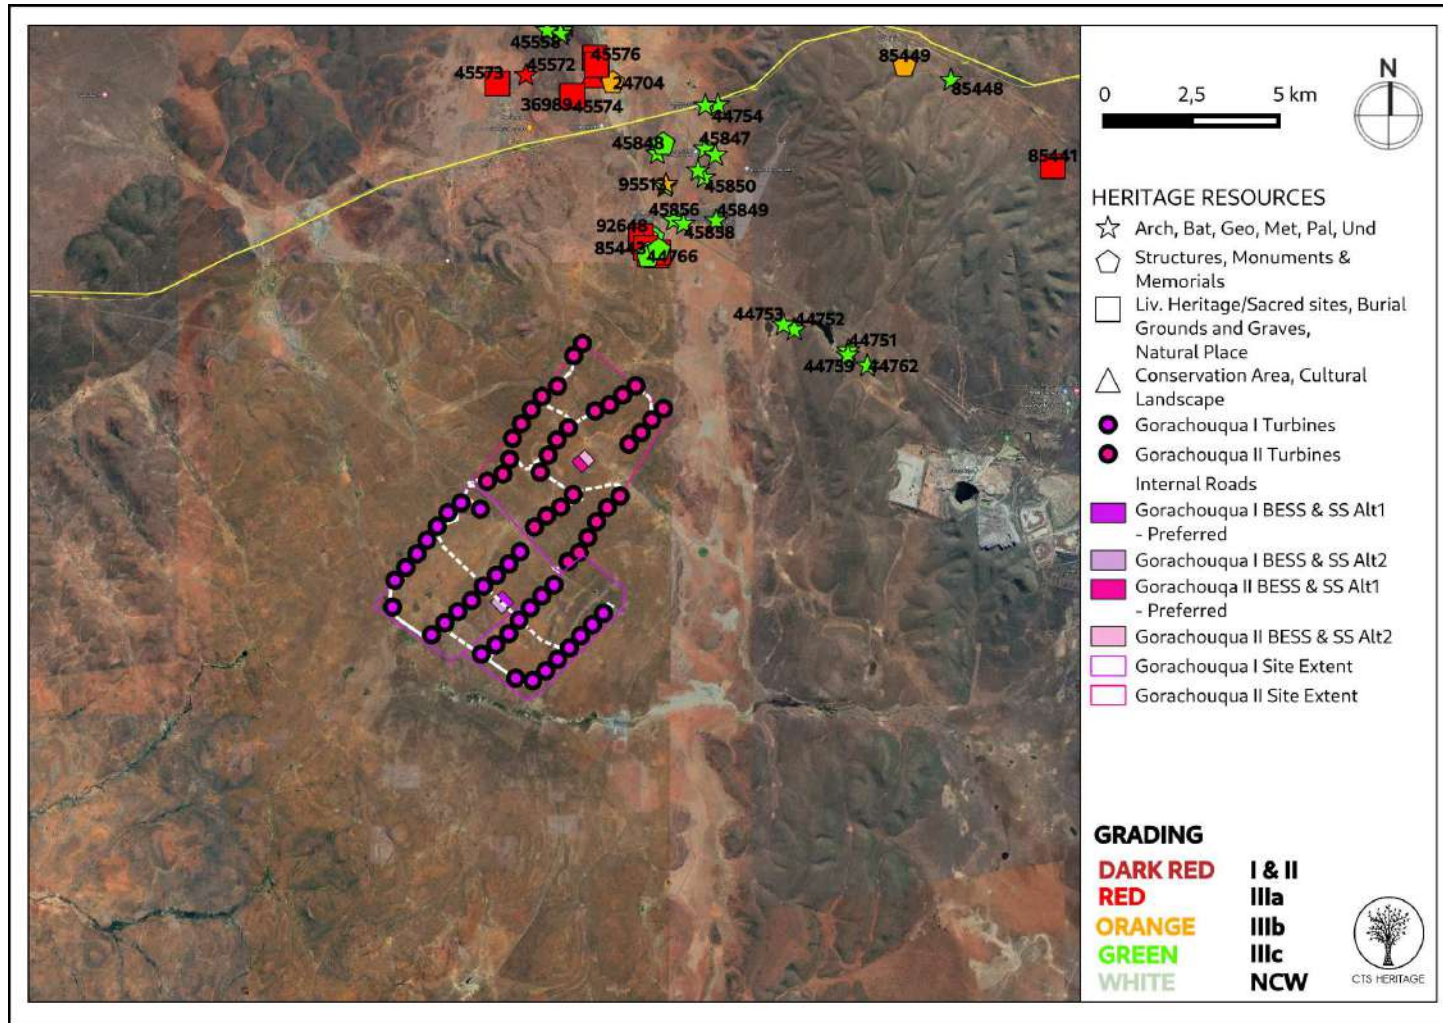 45558
45576
45572
45573
24704
36989
45574
85449
85448
44754
45848
45847
85441
95513
45850
45856
45849
92648
45858
85443
44766
44753
44752
44751
44759
44762
N
0 2,5 5 km
HERITAGE RESOURCES
Arch, Bat, Geo, Met, Pal, Und
Structures, Monuments &
Memorials
Liv. Heritage/Sacred sites, Burial
Grounds and Graves,
Natural Place
Conservation Area, Cultural
Landscape
Gorachouqua I Turbines
Gorachouqua II Turbines
Internal Roads
Gorachouqua I BESS & SS Alt1
- Preferred
Gorachouqua I BESS & SS Alt2
Gorachouqa II BESS & SS Alt1
- Preferred
Gorachouqua II BESS & SS Alt2
Gorachouqua I Site Extent
Gorachouqua II Site Extent
GRADING
DARK RED I & II
RED IIIa
ORANGE IIIb
GREEN IIIc
WHITE NCW
CTS HERITAGE